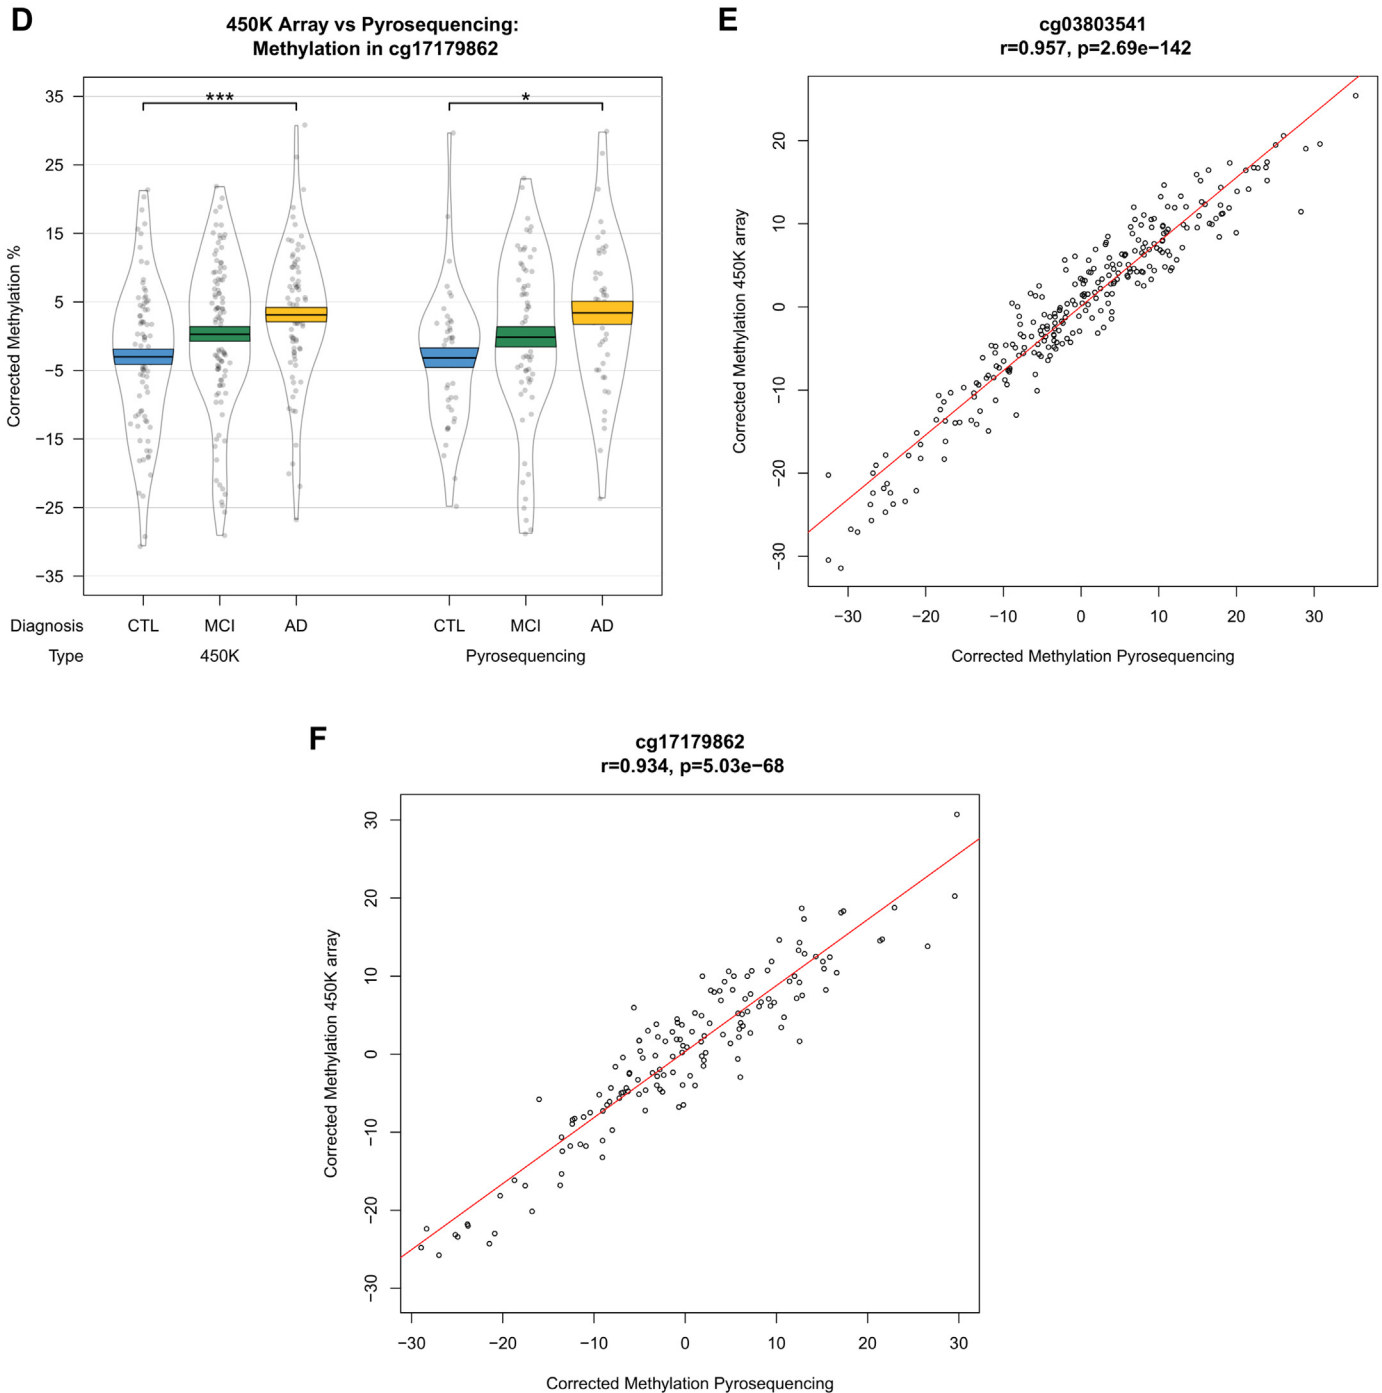 D
450K Array vs Pyrosequencing:
Methylation in cg17179862
Corrected Methylation %
35
25
15
5
−5
−15
−25
−35
***
*
Diagnosis CTL MCI AD CTL MCI AD
Type 450K Pyrosequencing
E
cg03803541
r=0.957, p=2.69e−142
Corrected Methylation 450K array
20
10
0
−10
−20
−30
−30 −20 −10 0 10 20 30
Corrected Methylation Pyrosequencing
F
cg17179862
r=0.934, p=5.03e−68
Corrected Methylation 450K array
30
20
10
0
−10
−20
−30
−30 −20 −10 0 10 20 30
Corrected Methylation Pyrosequencing